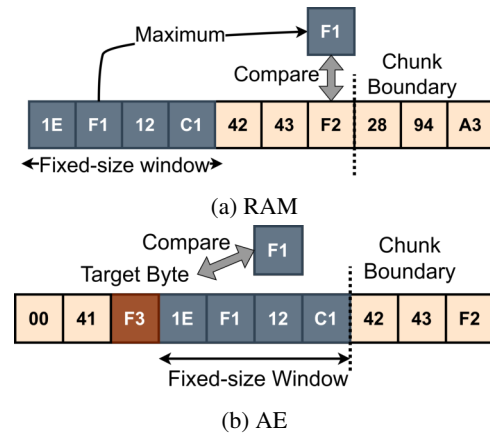 Maximum
F1
Compare
Chunk
Boundary
1E F1 12 C1 42 43 F2 28 94 A3
Fixed-size window
(a) RAM
Compare
F1
Target Byte
Chunk
Boundary
00 41 F3 1E F1 12 C1 42 43 F2
Fixed-size Window
(b) AE